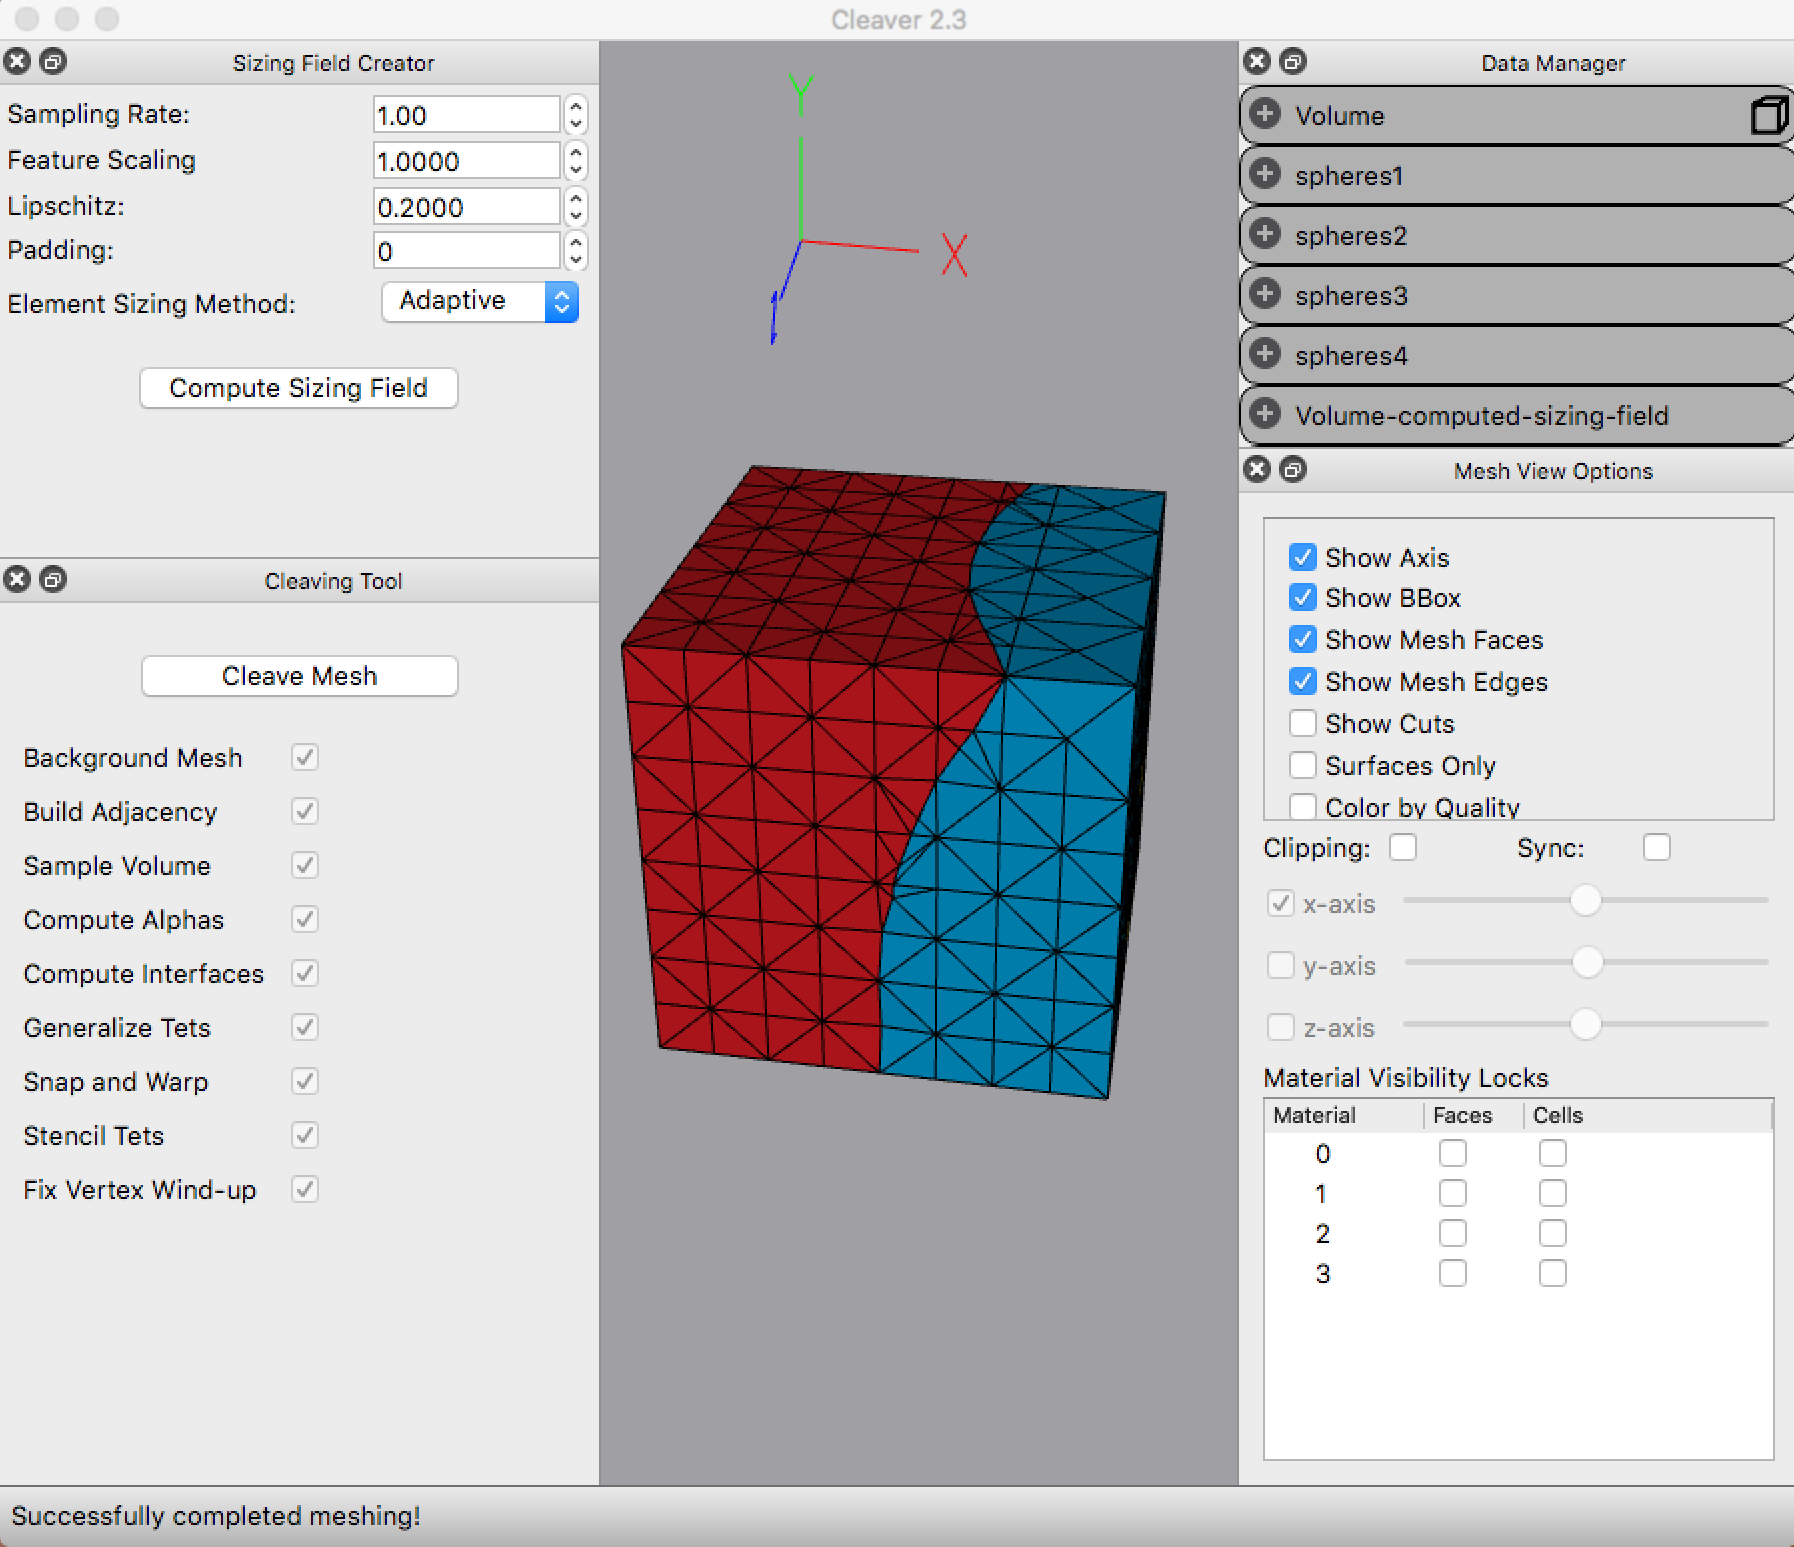 Cleaver 2.3
Sizing Field Creator
Sampling Rate: 1.00
Feature Scaling 1.0000
Lipschitz: 0.2000
Padding: 0
Element Sizing Method: Adaptive
Compute Sizing Field
Cleaving Tool
Cleave Mesh
Background Mesh
Build Adjacency
Sample Volume
Compute Alphas
Compute Interfaces
Generalize Tets
Snap and Warp
Stencil Tets
Fix Vertex Wind-up
Y
X
Data Manager
Volume
spheres1
spheres2
spheres3
spheres4
Volume-computed-sizing-field
Mesh View Options
Show Axis
Show BBox
Show Mesh Faces
Show Mesh Edges
Show Cuts
Surfaces Only
Color by Quality
Clipping: Sync:
x-axis
y-axis
z-axis
Material Visibility Locks
Material Faces Cells
0
1
2
3
Successfully completed meshing!